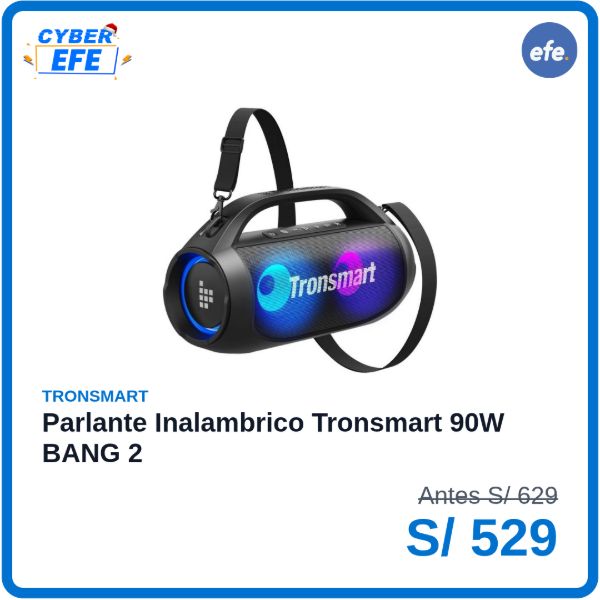 CYBER
EFE
efe.
Tronsmart
TRONSMART
Parlante Inalambrico Tronsmart 90W
BANG 2
Antes S/ 629
S/ 529